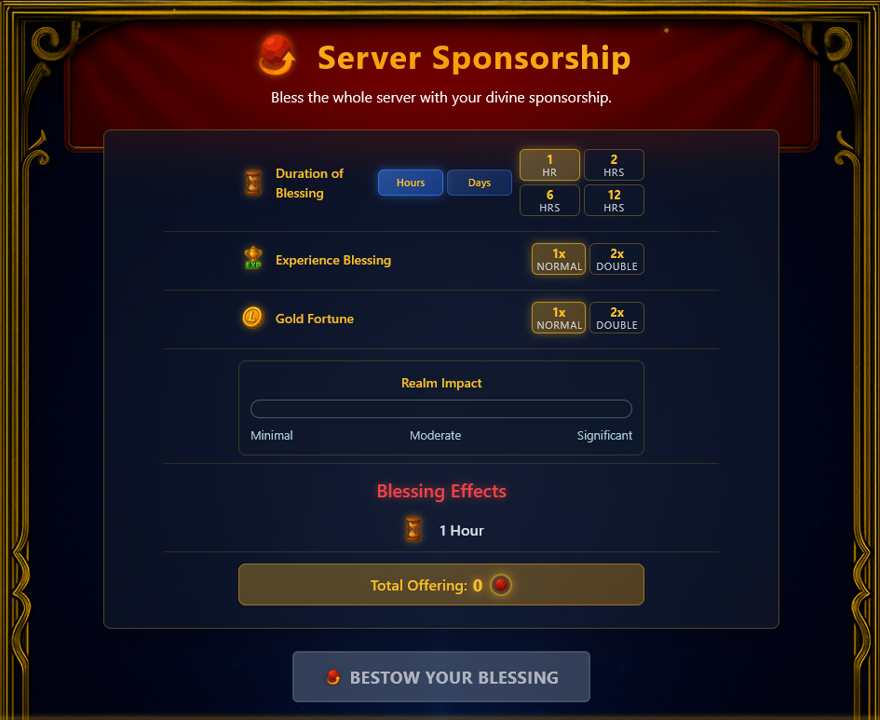 Server Sponsorship
Bless the whole server with your divine sponsorship.
Duration of
Blessing
Hours
Days
1
HR
2
HRS
6
HRS
12
HRS
EXP
Experience Blessing
1x
NORMAL
2x
DOUBLE
L
Gold Fortune
1x
NORMAL
2x
DOUBLE
Realm Impact
Minimal
Moderate
Significant
Blessing Effects
1 Hour
Total Offering: 0
BESTOW YOUR BLESSING